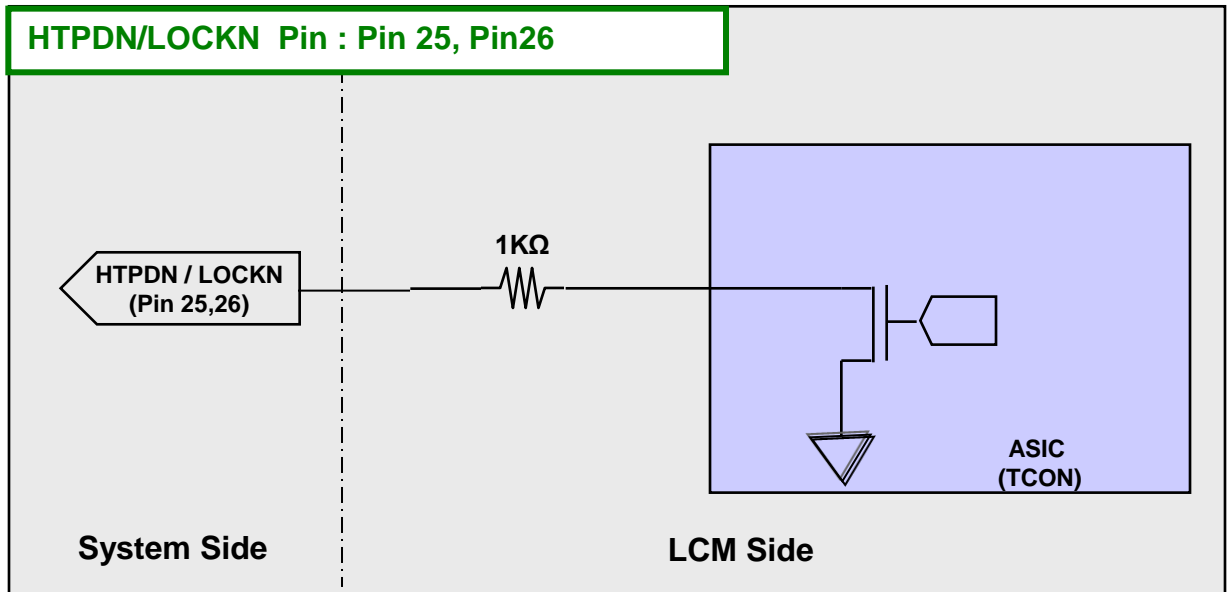 HTPDN/LOCKN Pin : Pin 25, Pin26
1KΩ
HTPDN / LOCKN
(Pin 25,26)
ASIC
(TCON)
System Side
LCM Side